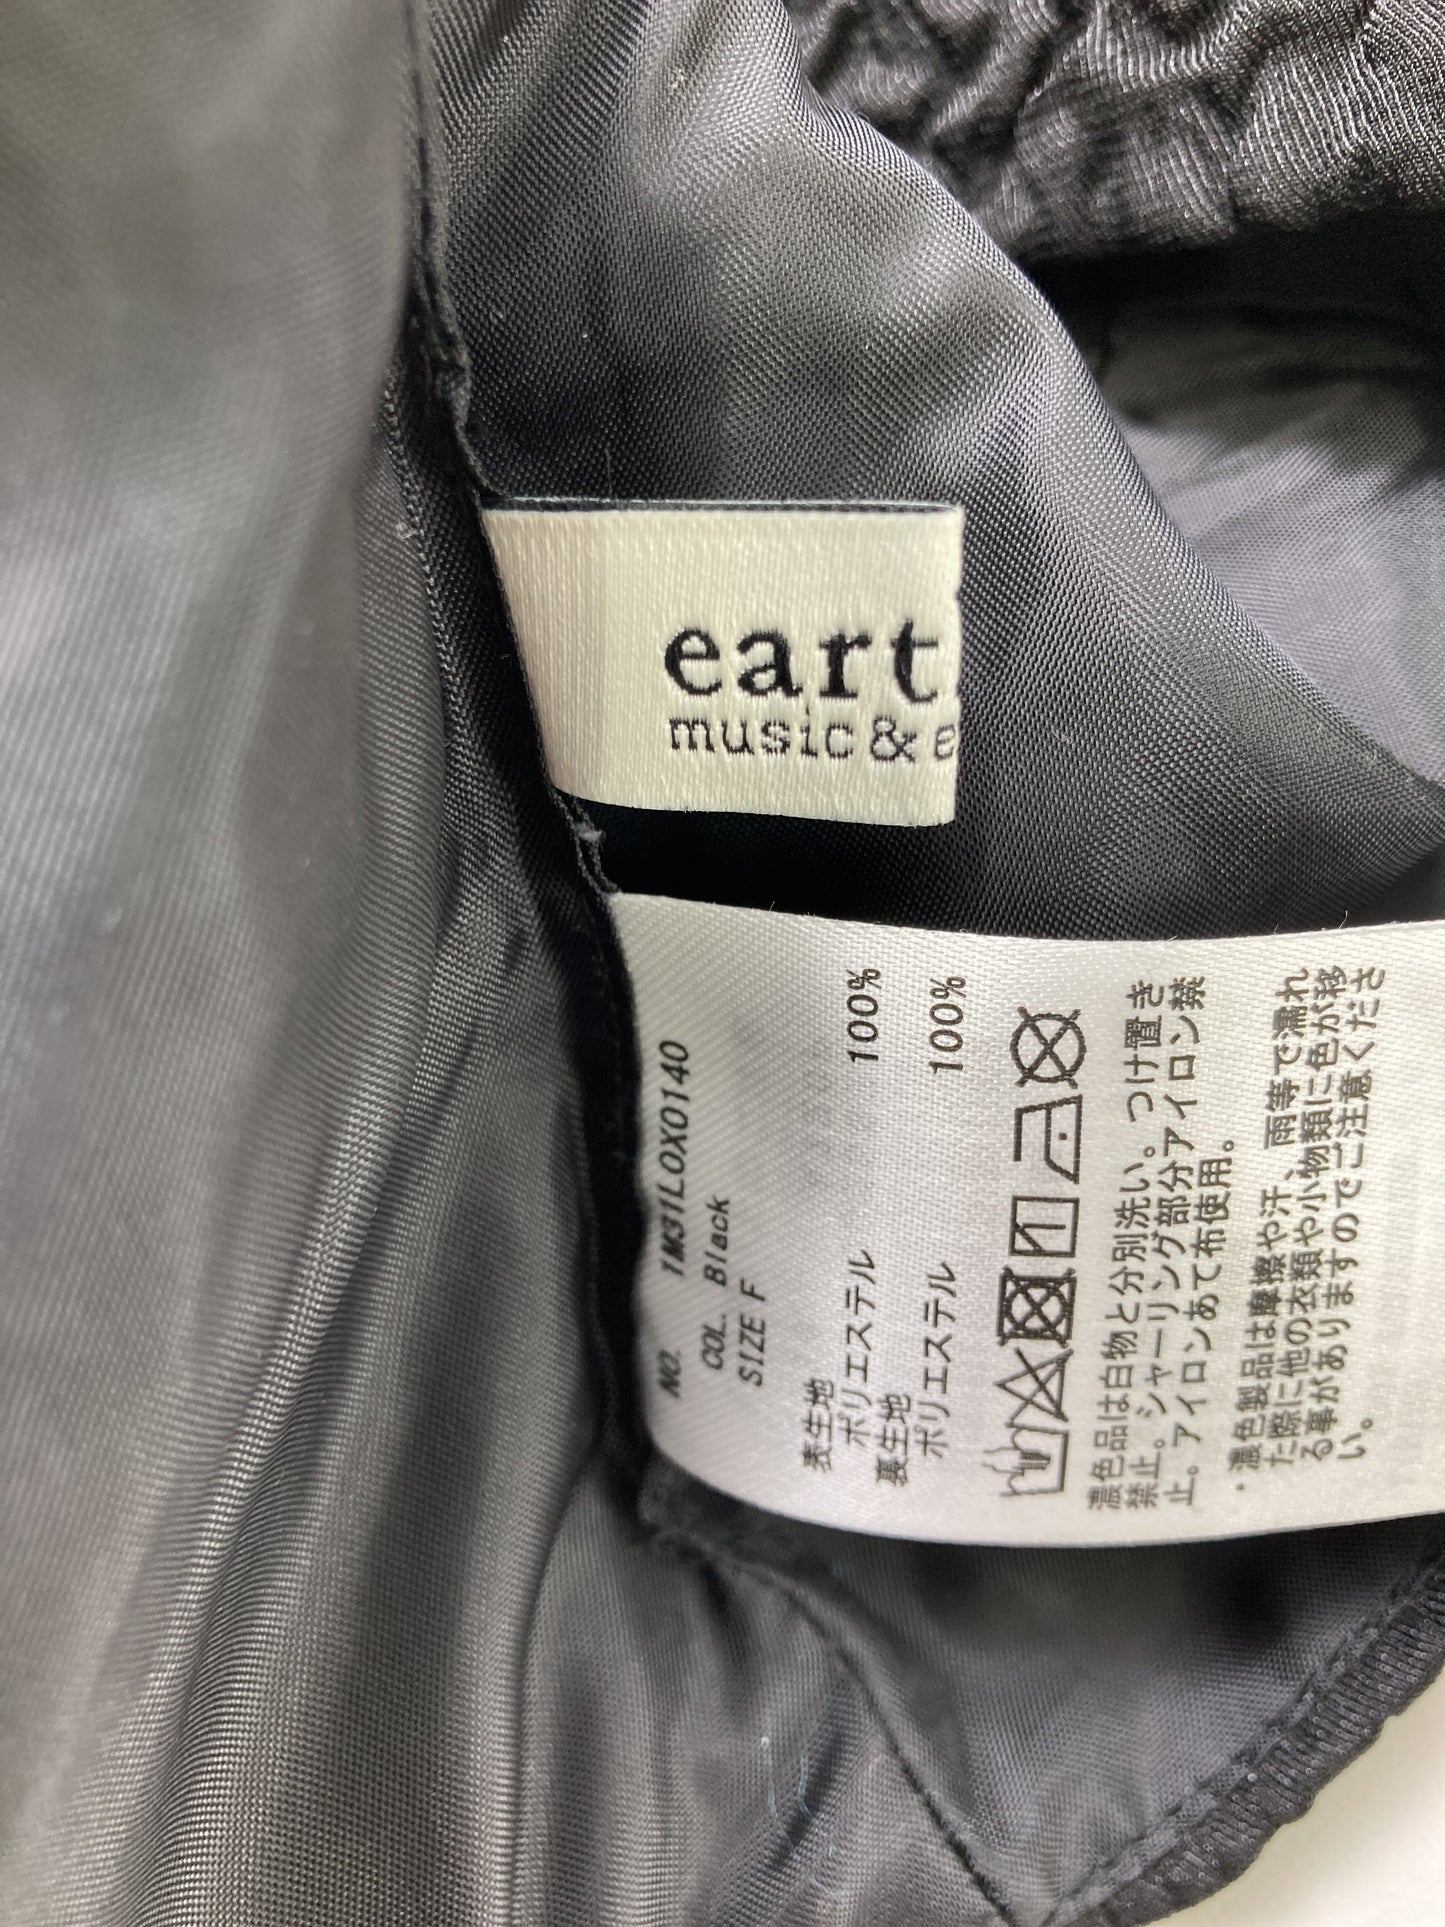 eart
music & e
NO. 1M31L0X0140
COL. Black
SIZE F
表生地
ポリエステル 100%
裏生地
ポリエステル 100%
濃色品は白物と分別洗い。つけ置き
禁止。シャーリング部分アイロン禁
止。アイロンあて布使用。
・濃色製品は摩擦や汗、雨等で濡れ
た際に他の衣類や小物類に色が移
る事がありますのでご注意くださ
い。